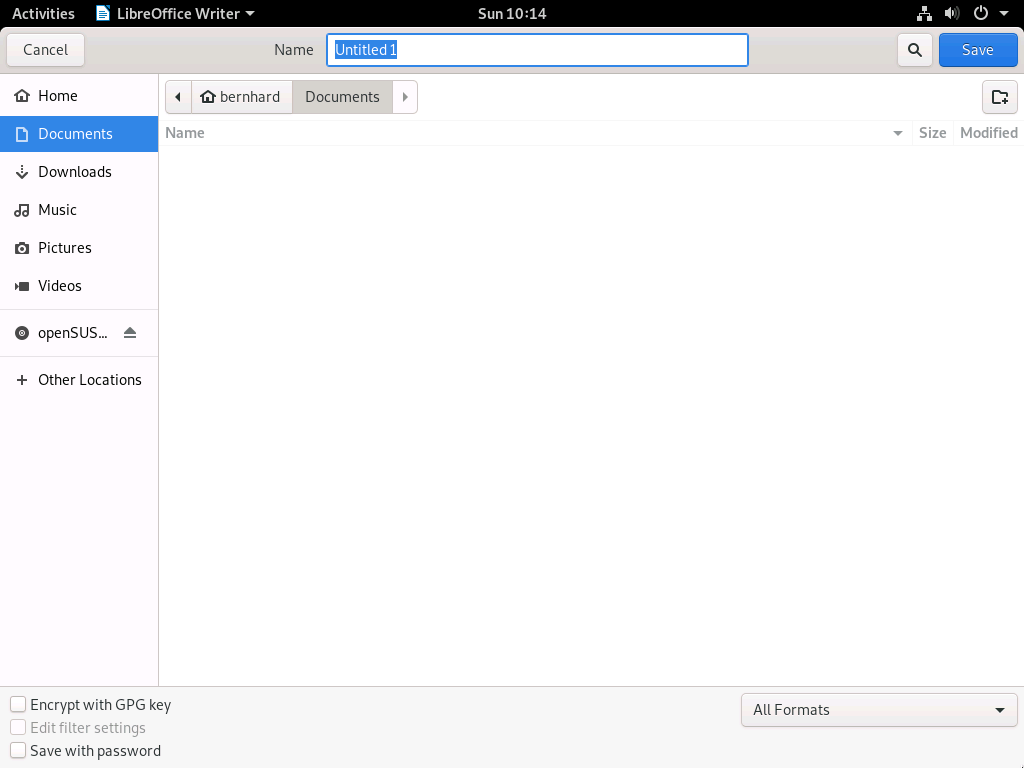 Activities LibreOffice Writer Sun 10:14
Cancel Name Untitled 1 Save
Home
Documents
Downloads
Music
Pictures
Videos
openSUS...
Other Locations
bernhard Documents
Name Size Modified
Encrypt with GPG key
Edit filter settings
Save with password
All Formats